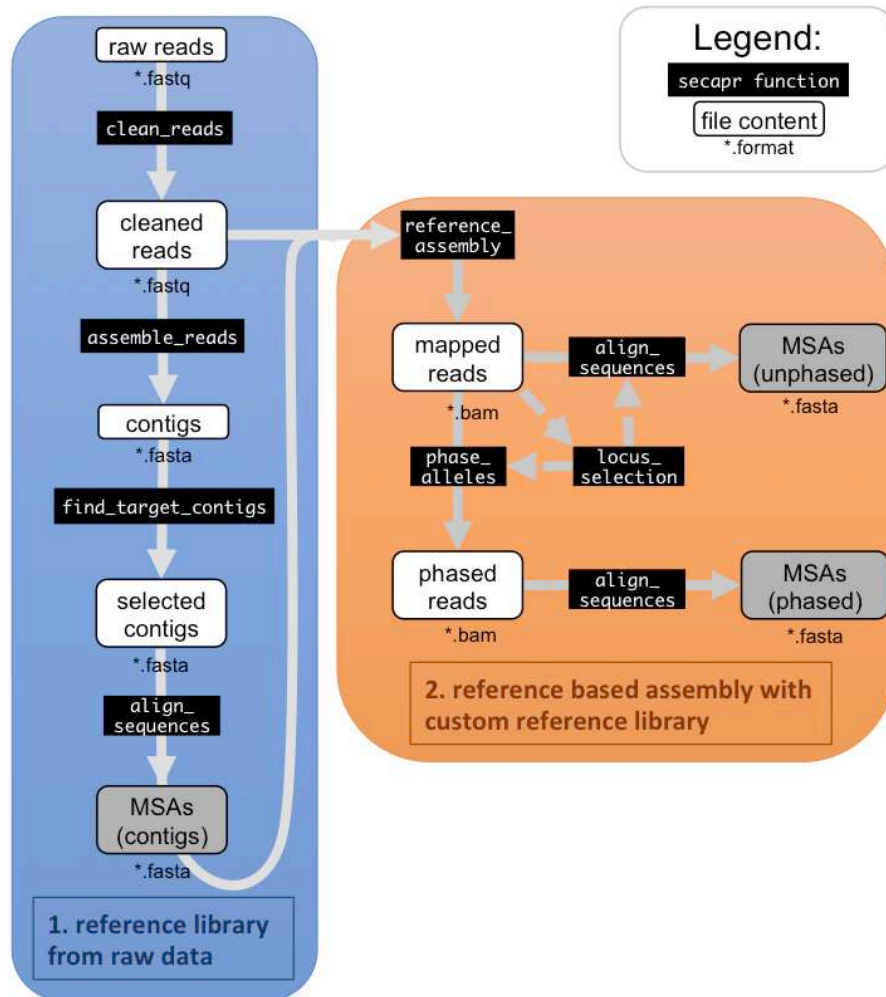 raw reads
*.fastq
clean_reads
cleaned
reads
*.fastq
assemble_reads
contigs
*.fasta
find_target_contigs
selected
contigs
*.fasta
align_
sequences
MSAs
(contigs)
*.fasta
1. reference library
from raw data
Legend:
secapr function
file content
*.format
reference_
assembly
mapped
reads
*.bam
align_
sequences
MSAs
(unphased)
*.fasta
phase_
alleles
locus_
selection
phased
reads
*.bam
align_
sequences
MSAs
(phased)
*.fasta
2. reference based assembly with
custom reference library